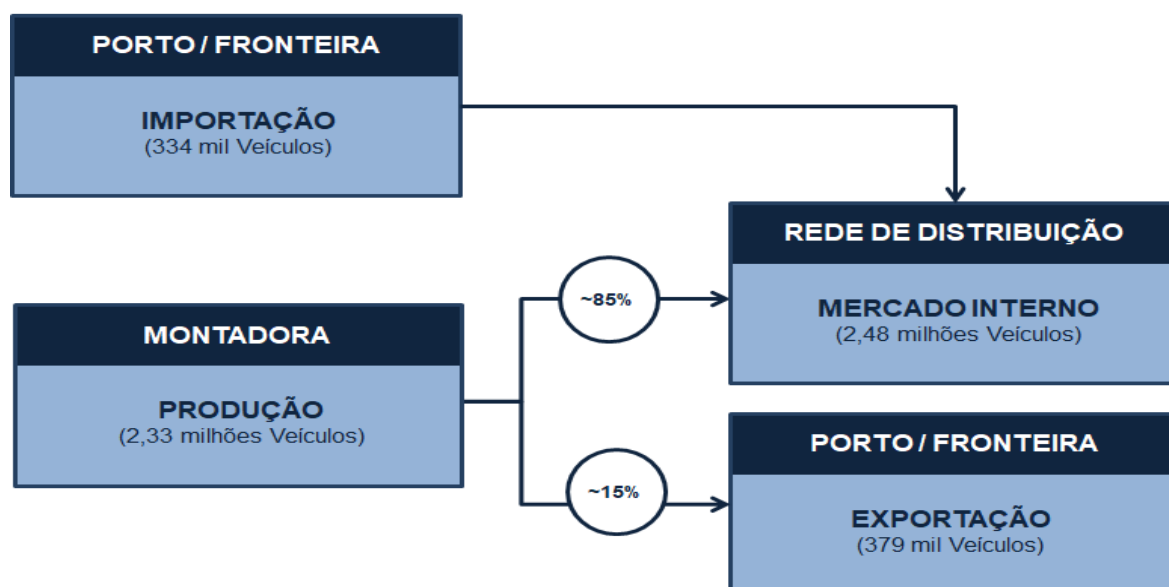 PORTO / FRONTEIRA
IMPORTAÇÃO
(334 mil Veículos)
REDE DE DISTRIBUIÇÃO
MERCADO INTERNO
(2,48 milhões Veículos)
~85%
MONTADORA
PRODUÇÃO
(2,33 milhões Veículos)
~15%
PORTO / FRONTEIRA
EXPORTAÇÃO
(379 mil Veículos)